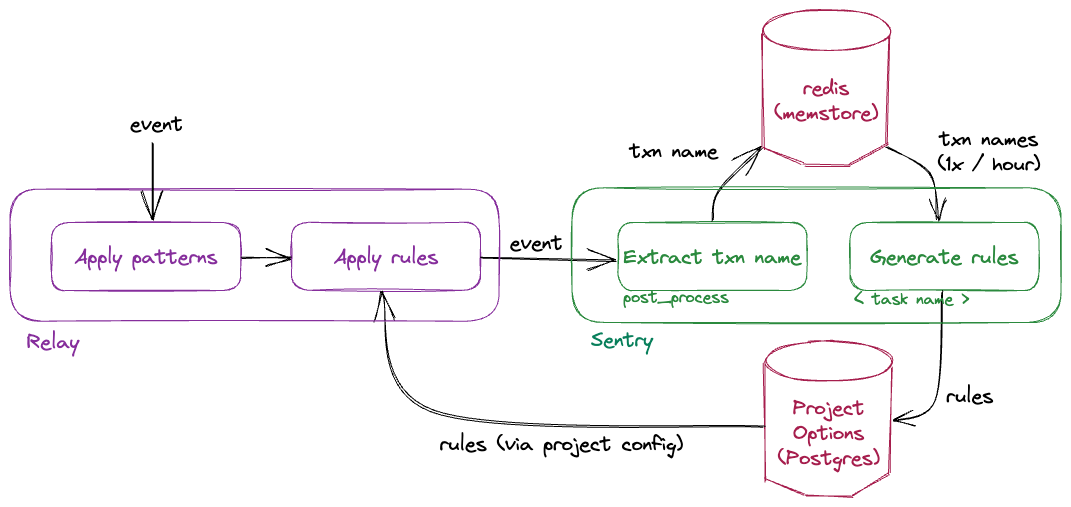 redis
(memstore)
event
txn name
txn names
(1x / hour)
Apply patterns
Apply rules
event
Extract txn name
Generate rules
post_process
< task name >
Relay
Sentry
rules
Project
Options
(Postgres)
rules (via project config)